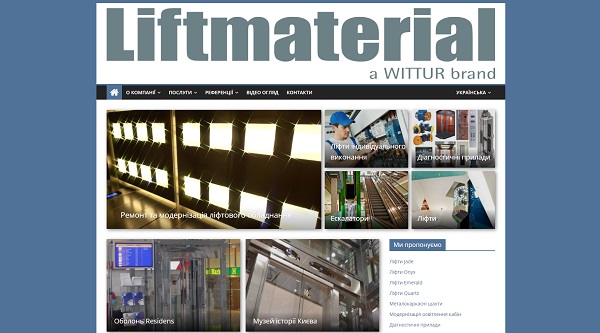 Liftmaterial
a WITTUR brand
О КОМПАНІЇ ПОСЛУГИ РЕФЕРЕНЦІЇ ВІДЕО ОГЛЯД КОНТАКТИ УКРАЇНСЬКА
Ремонт та модернізація ліфтового обладнання
Ліфти індивідуального
виконання
Діагностичні прилади
Ескалатори
Ліфти
Оболонь Residens
Музеї історії Києва
Ми пропонуємо
Ліфти Jade
Ліфти Onyx
Ліфти Emerald
Ліфти Quartz
Металокаркасні шахти
Модернізація освітлення кабін
Діагностичні прилади